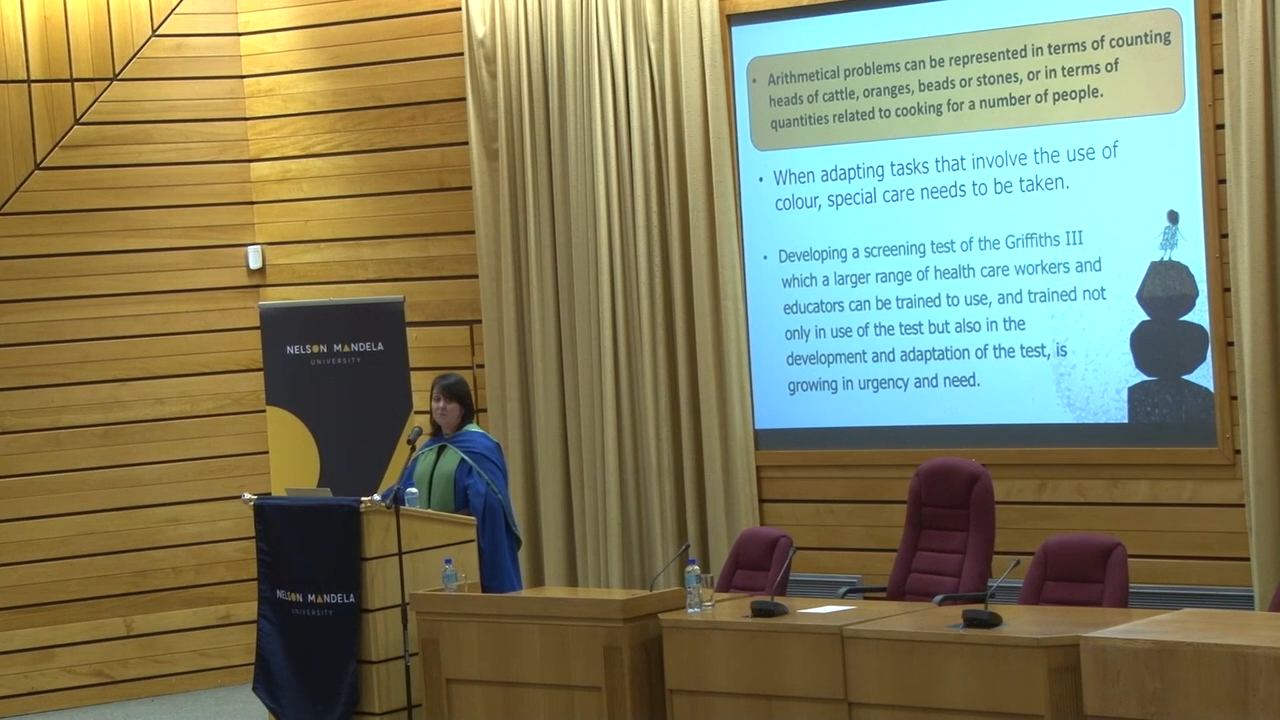 • Arithmetical problems can be represented in terms of counting
heads of cattle, oranges, beads or stones, or in terms of
quantities related to cooking for a number of people.
• When adapting tasks that involve the use of
colour, special care needs to be taken.
• Developing a screening test of the Griffiths III
which a larger range of health care workers and
educators can be trained to use, and trained not
only in use of the test but also in the
development and adaptation of the test, is
growing in urgency and need.
NELSON MANDELA
UNIVERSITY
NELSON MANDELA
UNIVERSITY